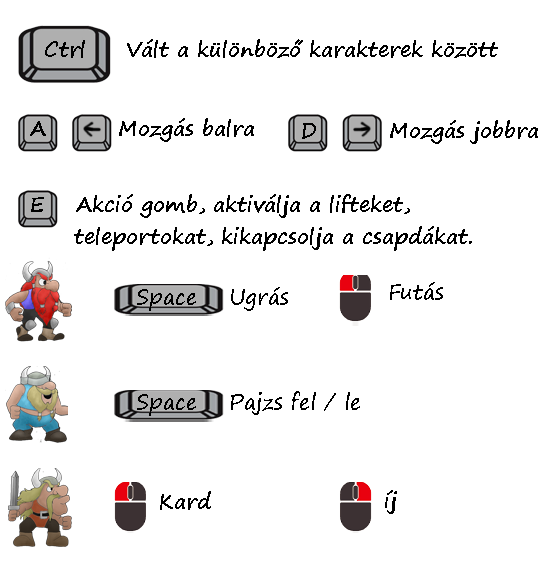 Ctrl Vált a különböző karakterek között
A ← Mozgás balra D → Mozgás jobbra
E Akció gomb, aktiválja a lifteket,
teleportokat, kikapcsolja a csapdákat.
Space Ugrás Futás
Space Pajzs fel / le
Kard íj